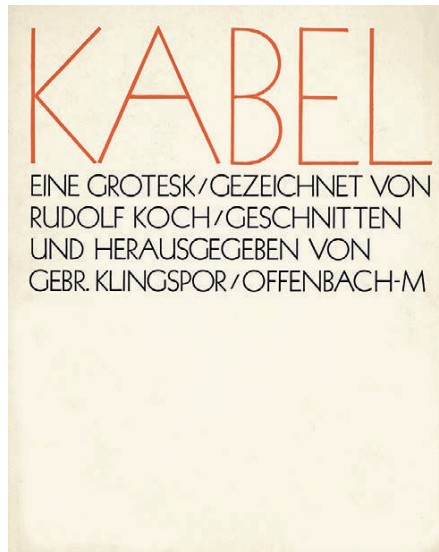 KABEL
EINE GROTESK/GEZEICHNET VON
RUDOLF KOCH/GESCHNITTEN
UND HERAUSGEGEBEN VON
GEBR. KLINGSPOR/OFFENBACH-M